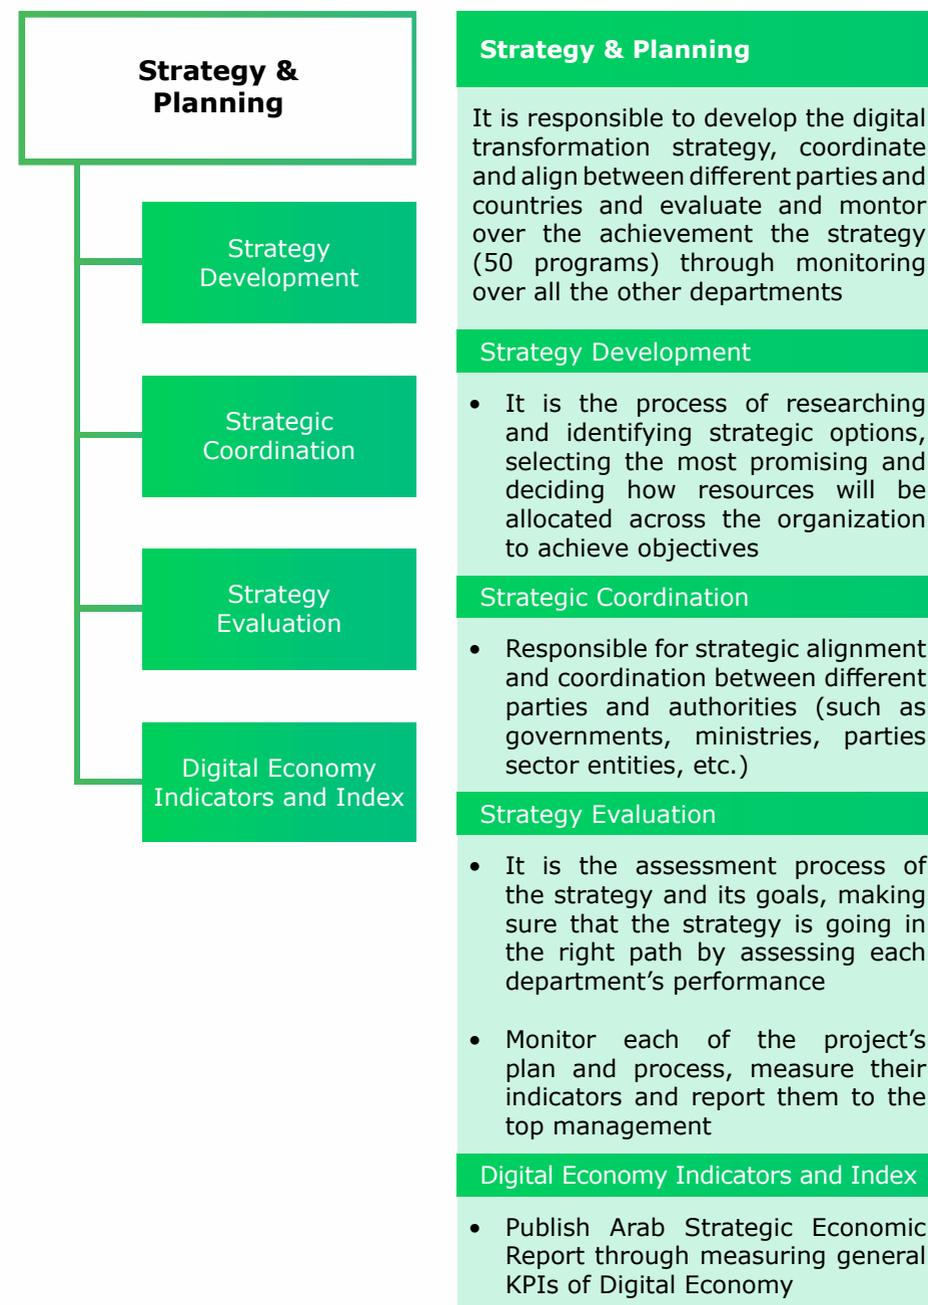 Strategy &
Planning
Strategy
Development
Strategic
Coordination
Strategy
Evaluation
Digital Economy
Indicators and Index
Strategy & Planning
It is responsible to develop the digital
transformation strategy, coordinate
and align between different parties and
countries and evaluate and montor
over the achievement the strategy
(50 programs) through monitoring
over all the other departments
Strategy Development
• It is the process of researching
and identifying strategic options,
selecting the most promising and
deciding how resources will be
allocated across the organization
to achieve objectives
Strategic Coordination
• Responsible for strategic alignment
and coordination between different
parties and authorities (such as
governments, ministries, parties
sector entities, etc.)
Strategy Evaluation
• It is the assessment process of
the strategy and its goals, making
sure that the strategy is going in
the right path by assessing each
department’s performance
• Monitor each of the project’s
plan and process, measure their
indicators and report them to the
top management
Digital Economy Indicators and Index
• Publish Arab Strategic Economic
Report through measuring general
KPIs of Digital Economy